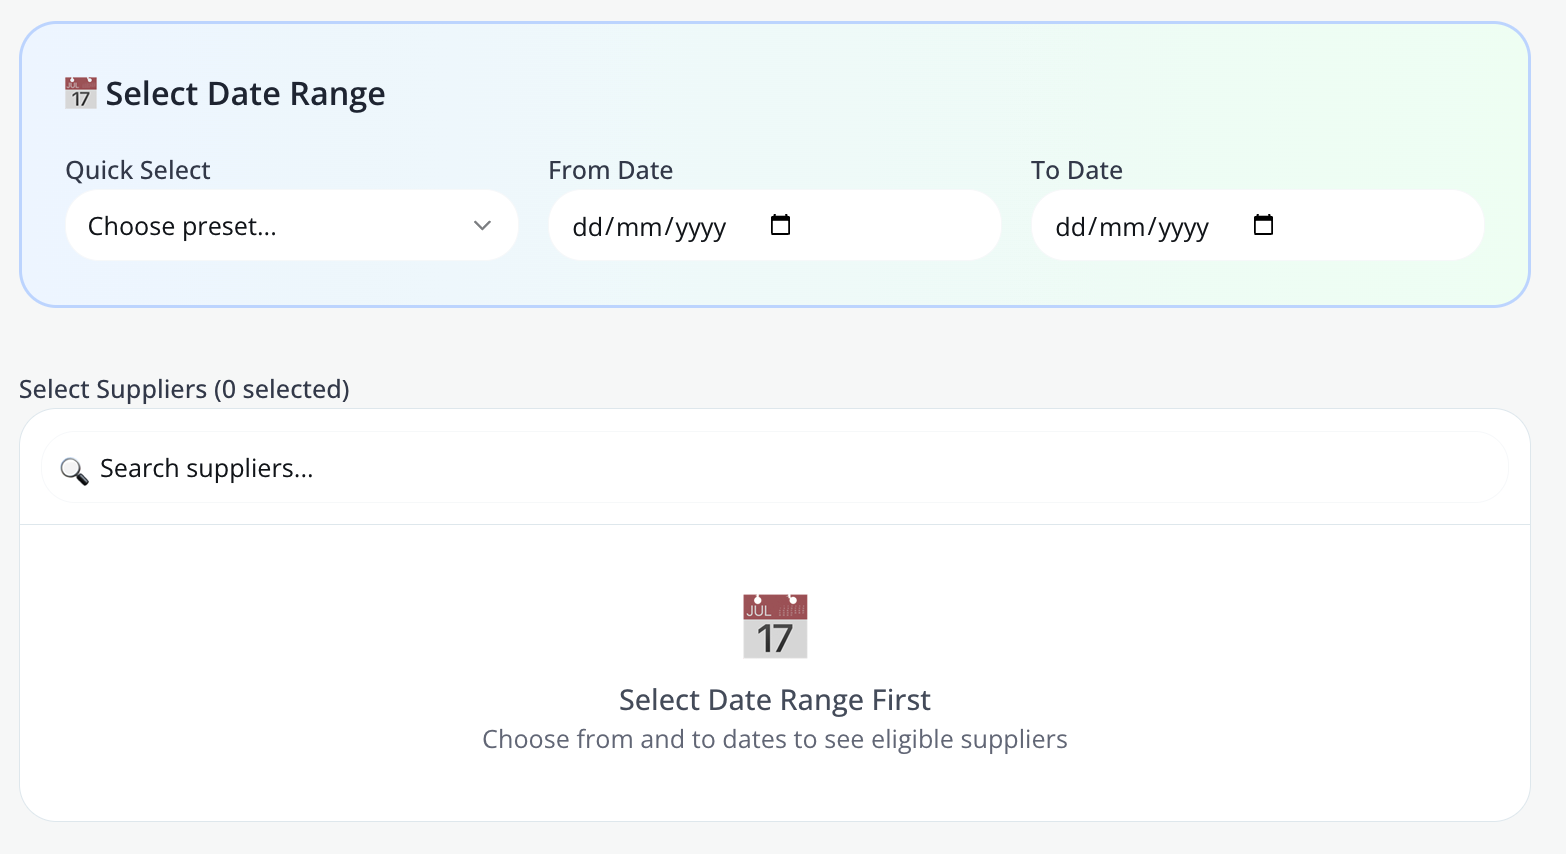 JUL
17
Select Date Range
Quick Select
From Date
To Date
Choose preset...
dd/mm/yyyy
dd/mm/yyyy
Select Suppliers (0 selected)
Search suppliers...
JUL
17
Select Date Range First
Choose from and to dates to see eligible suppliers